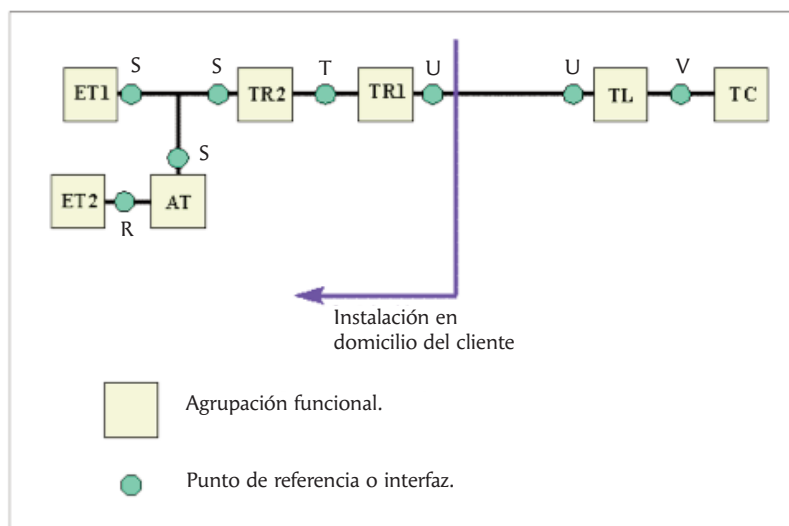 S
S
T
U
U
V
ET1
TR2
TR1
TL
TC
S
ET2
AT
R
Instalación en
domicilio del cliente
Agrupación funcional.
Punto de referencia o interfaz.